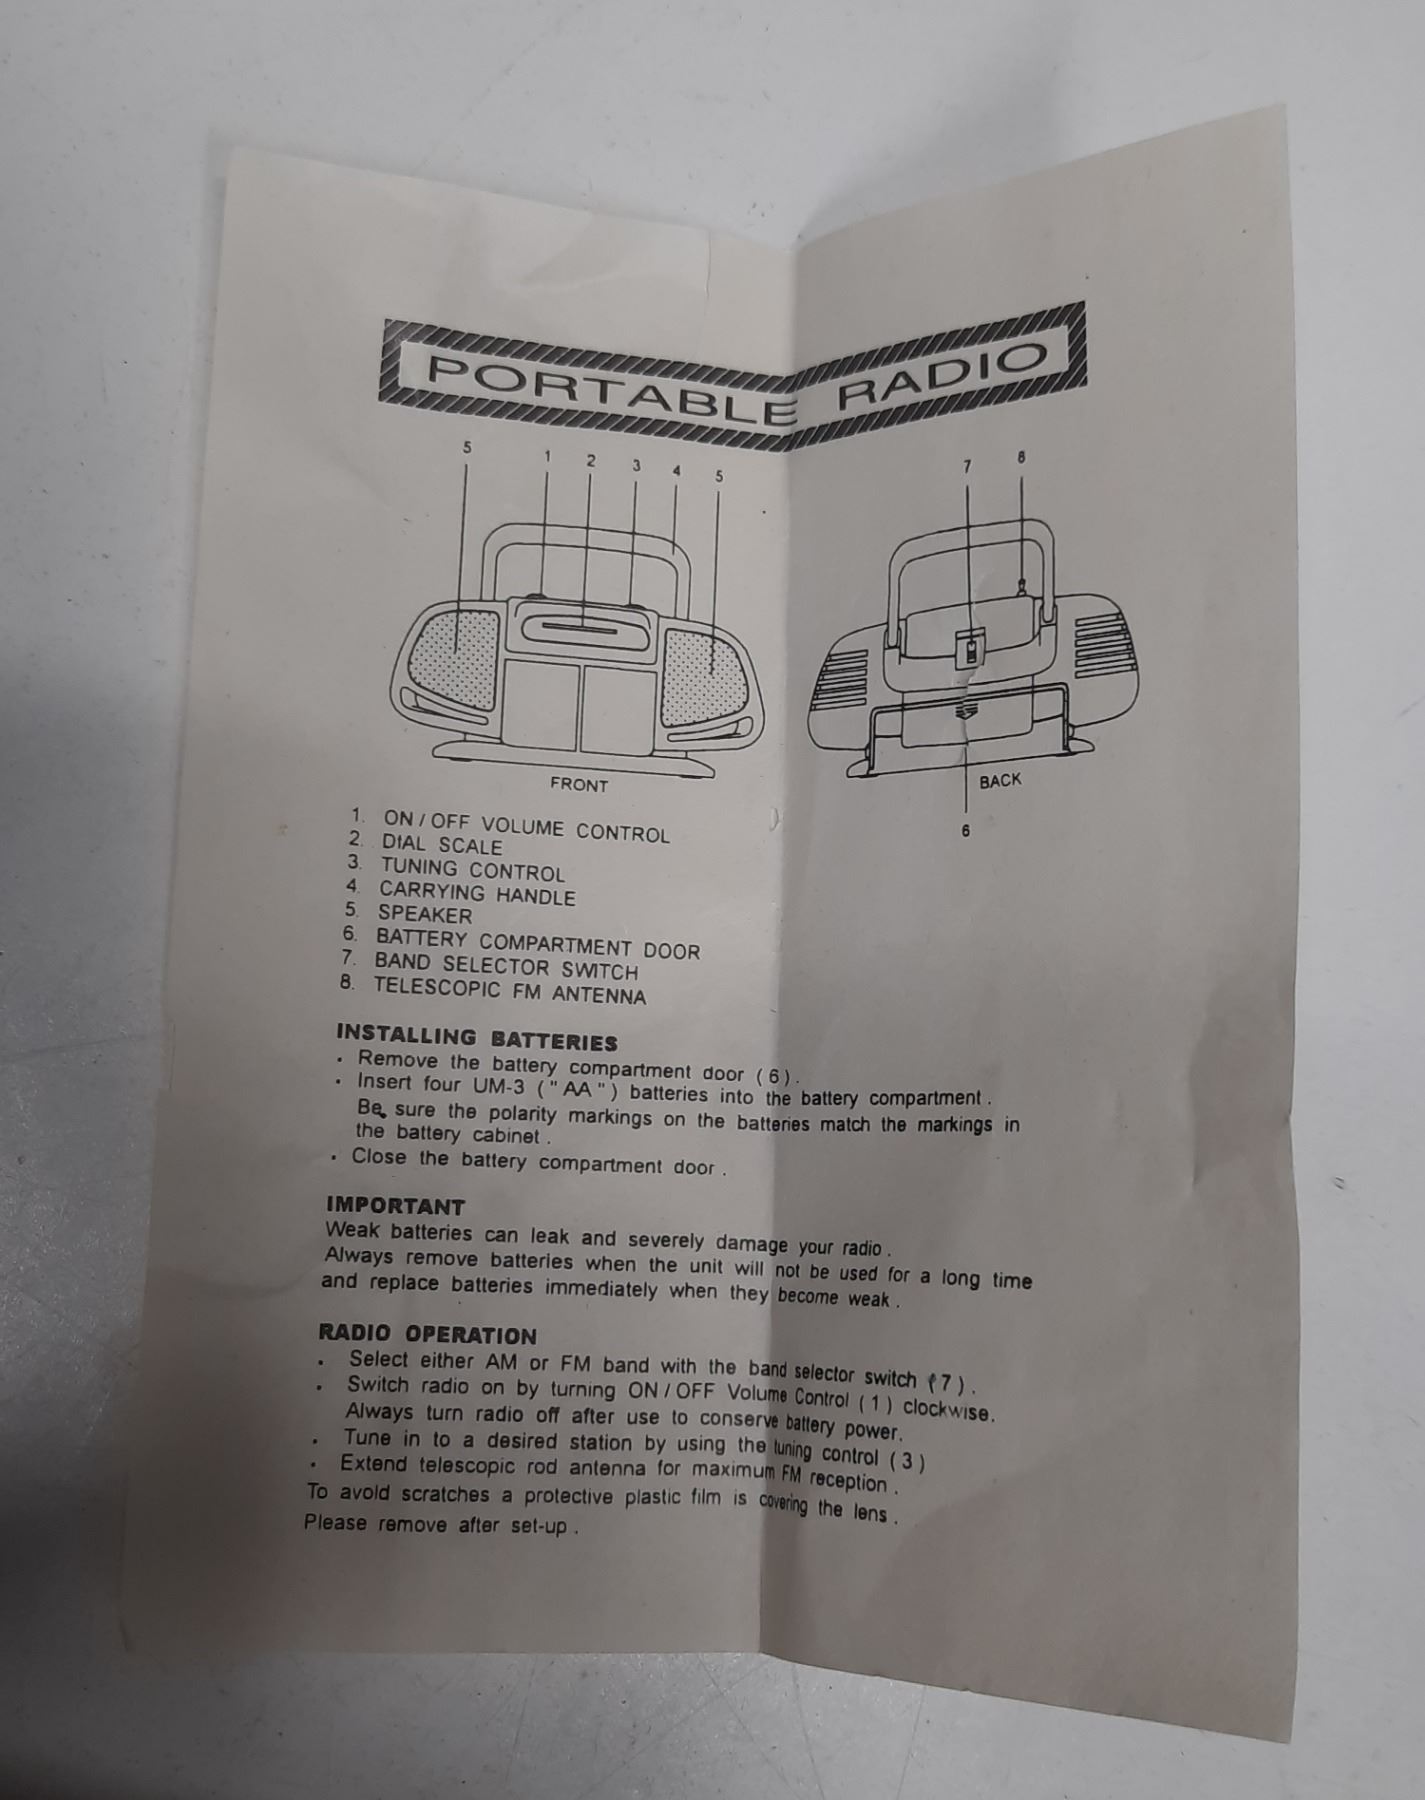 PORTABLE RADIO
5 1 2 3 4 5 7 8
FRONT
BACK
6
1. ON / OFF VOLUME CONTROL
2. DIAL SCALE
3. TUNING CONTROL
4. CARRYING HANDLE
5. SPEAKER
6. BATTERY COMPARTMENT DOOR
7. BAND SELECTOR SWITCH
8. TELESCOPIC FM ANTENNA
INSTALLING BATTERIES
· Remove the battery compartment door ( 6 ) .
· Insert four UM-3 ( " AA " ) batteries into the battery compartment .
Be sure the polarity markings on the batteries match the markings in
the battery cabinet .
· Close the battery compartment door .
IMPORTANT
Weak batteries can leak and severely damage your radio .
Always remove batteries when the unit will not be used for a long time
and replace batteries immediately when they become weak .
RADIO OPERATION
· Select either AM or FM band with the band selector switch ( 7 ) .
· Switch radio on by turning ON / OFF Volume Control ( 1 ) clockwise.
Always turn radio off after use to conserve battery power.
· Tune in to a desired station by using the tuning control ( 3 )
· Extend telescopic rod antenna for maximum FM reception .
To avoid scratches a protective plastic film is covering the lens .
Please remove after set-up .